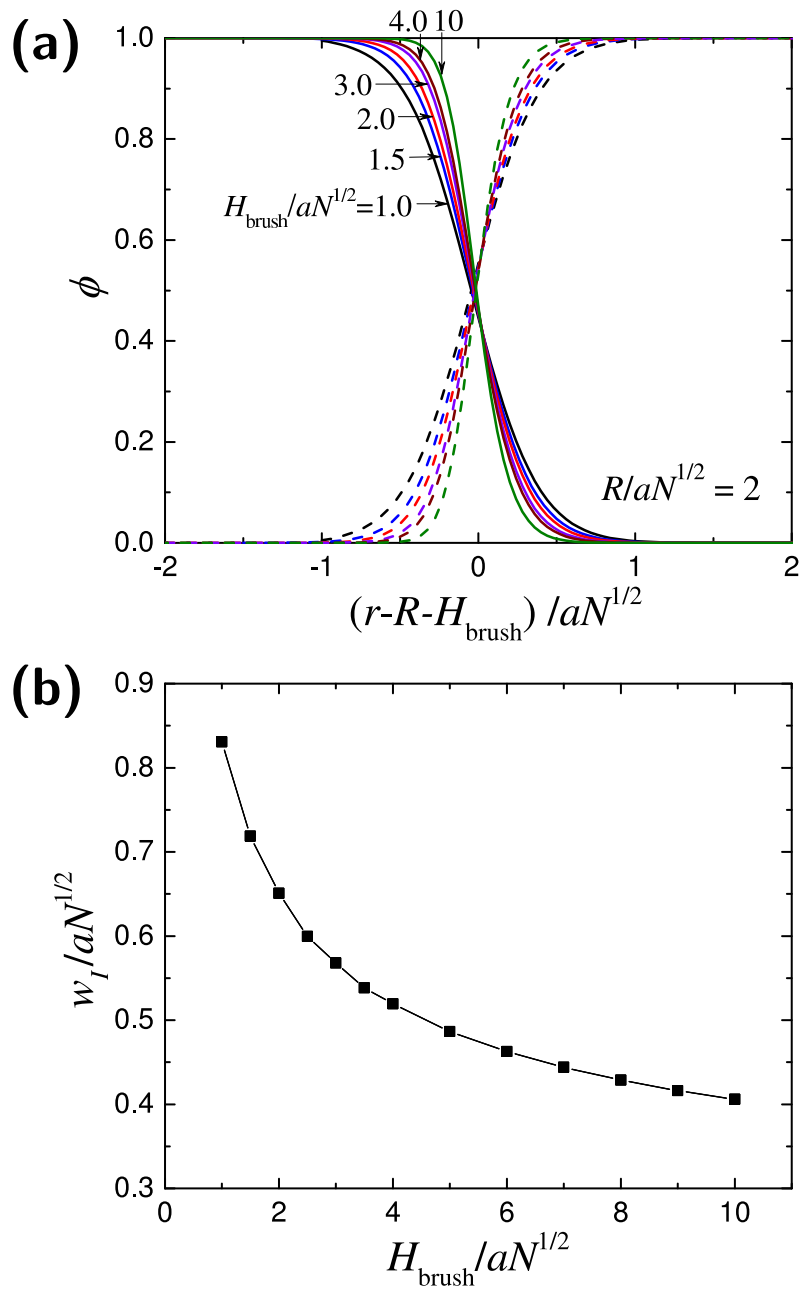 (a)
4.0 10
1.0
3.0
0.8
2.0
1.5
H_brush/aN^1/2=1.0
0.6
ϕ
0.4
0.2
R/aN^1/2 = 2
0.0
-2 -1 0 1 2
(r-R-H_brush) /aN^1/2
(b)
0.9
0.8
0.7
0.6
w_I/aN^1/2
0.5
0.4
0.3
0 2 4 6 8 10
H_brush/aN^1/2